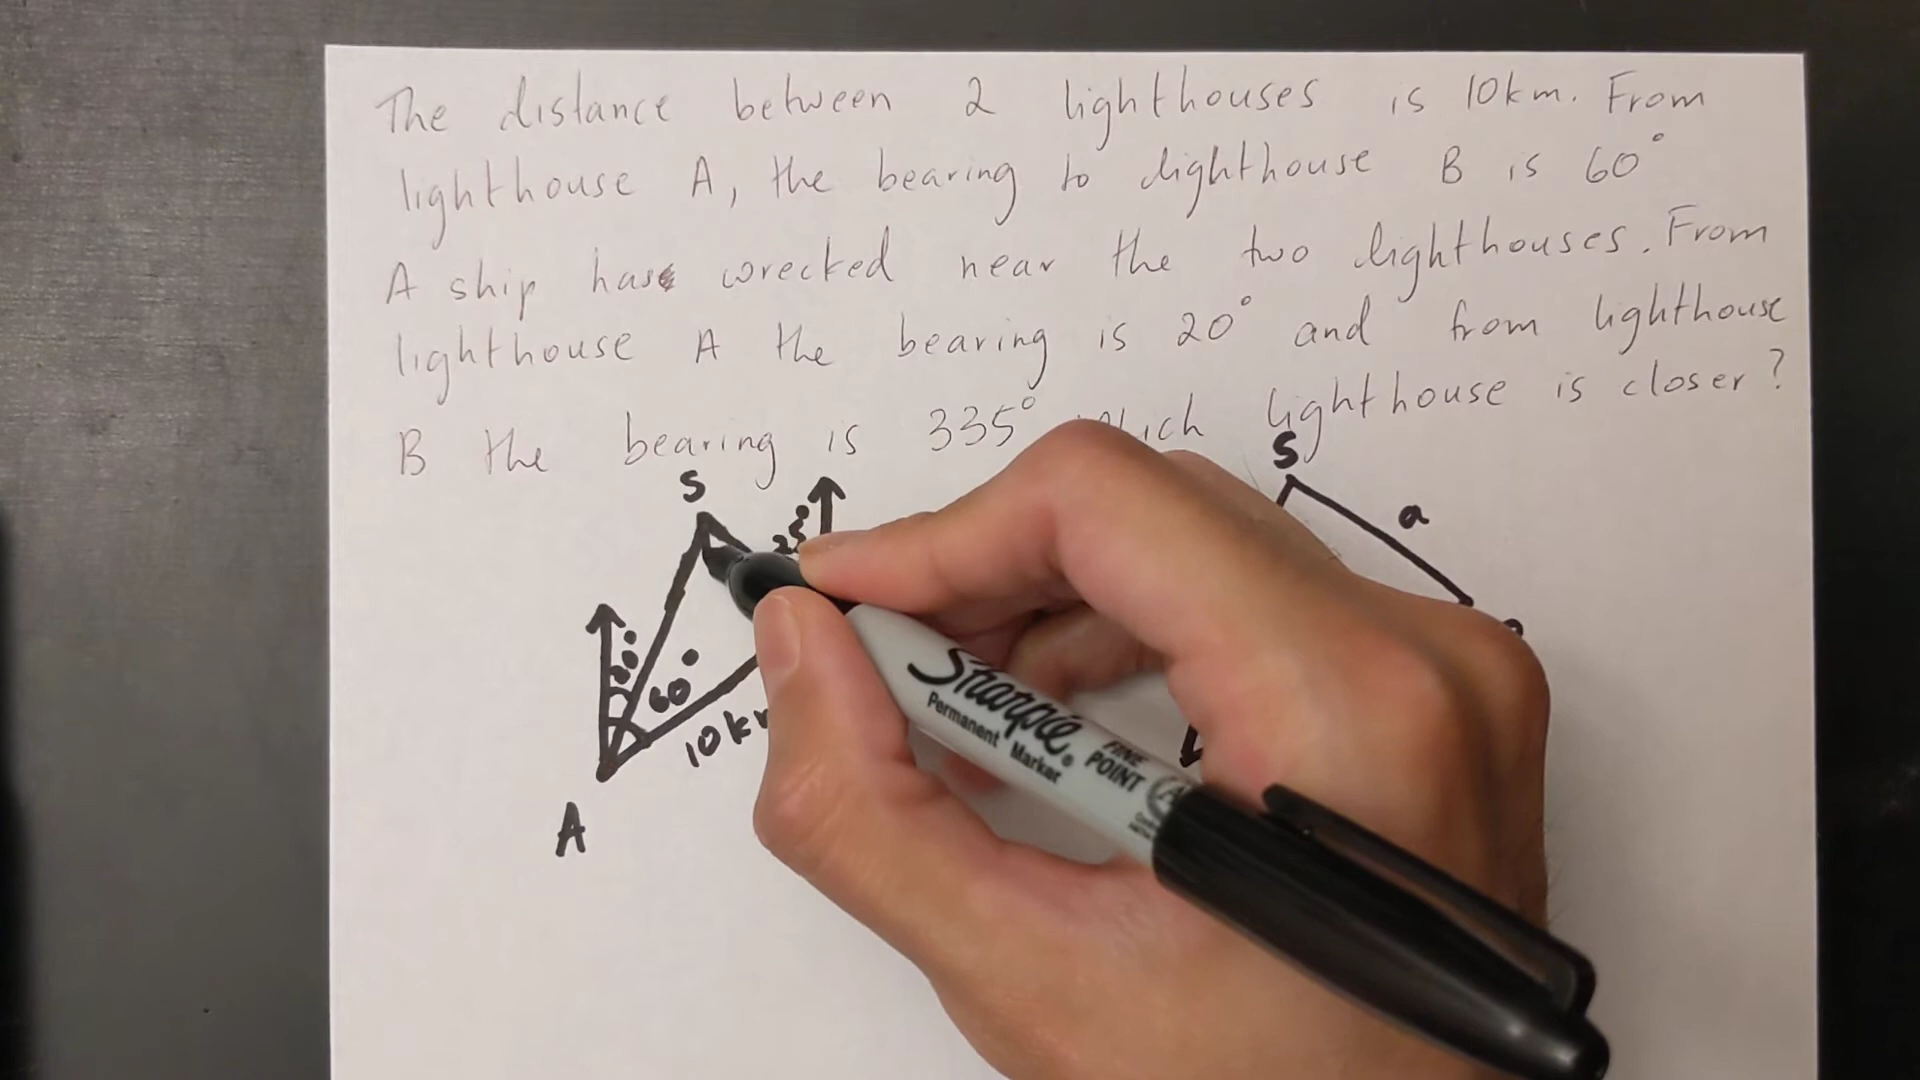 The distance between 2 lighthouses is 10km. From
lighthouse A, the bearing to lighthouse B is 60°
A ship has wrecked near the two lighthouses. From
lighthouse A the bearing is 20° and from lighthouse
B the bearing is 335° lighthouse is closer?
S
S
a
60°
10k
A
Sharpie
Permanent Marker
FINE
POINT